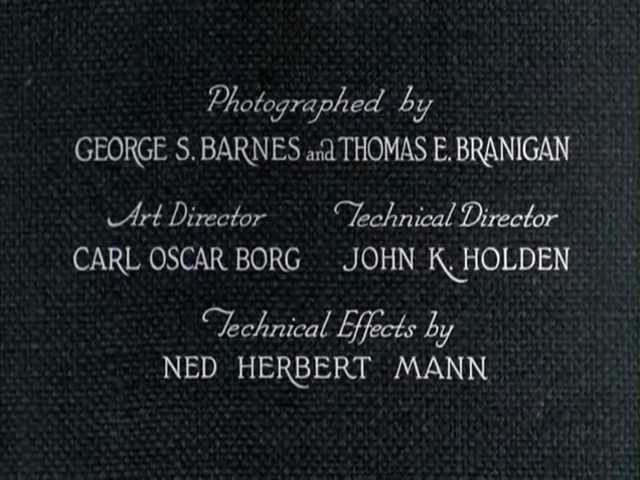 Photographed by
GEORGE S. BARNES and THOMAS E. BRANIGAN
Art Director Technical Director
CARL OSCAR BORG JOHN K. HOLDEN
Technical Effects by
NED HERBERT MANN